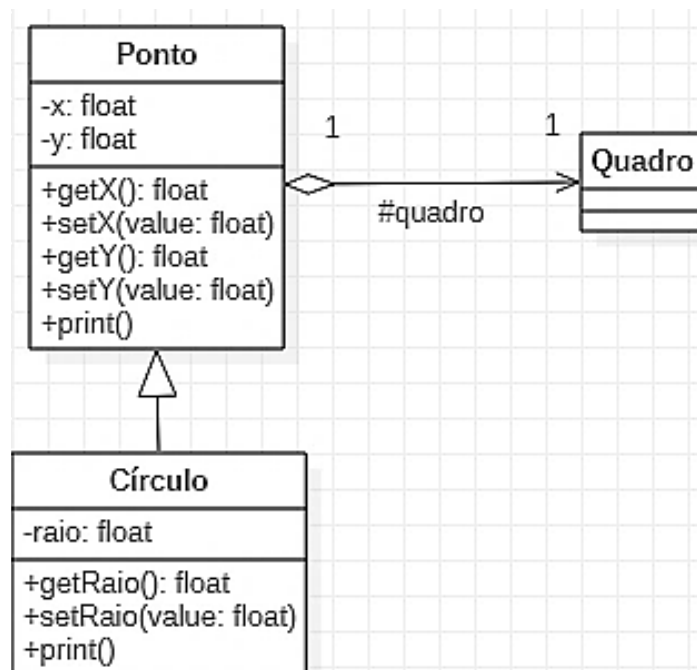 Ponto
-x: float
-y: float
+getX(): float
+setX(value: float)
+getY(): float
+setY(value: float)
+print()
1
1
#quadro
Quadro
Círculo
-raio: float
+getRaio(): float
+setRaio(value: float)
+print()